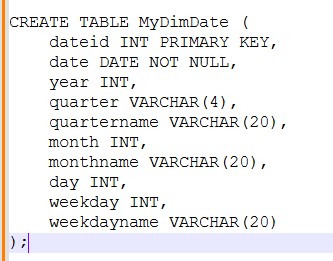 CREATE TABLE MyDimDate (
    dateid INT PRIMARY KEY,
    date DATE NOT NULL,
    year INT,
    quarter VARCHAR(4),
    quartername VARCHAR(20),
    month INT,
    monthname VARCHAR(20),
    day INT,
    weekday INT,
    weekdayname VARCHAR(20)
);